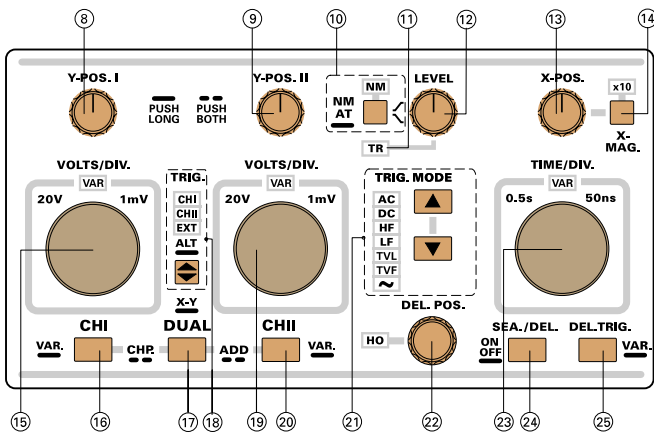 8 9 10 11 12 13 14
Y-POS. I
PUSH LONG
PUSH BOTH
Y-POS. II
NM AT
NM
LEVEL
TR
X-POS.
x10
X-MAG.
VOLTS/DIV.
VAR
20V 1mV
TRIG.
CHI
CHII
EXT
ALT
X-Y
VOLTS/DIV.
VAR
20V 1mV
TRIG. MODE
AC
DC
HF
LF
TVL
TVF
~
TIME/DIV.
VAR
0.5s 50ns
CHI
VAR.
CHP.
DUAL
ADD
CHII
VAR.
DEL. POS.
HO
SEA./DEL.
ON OFF
DEL.TRIG.
VAR.
15 16 17 18 19 20 21 22 23 24 25